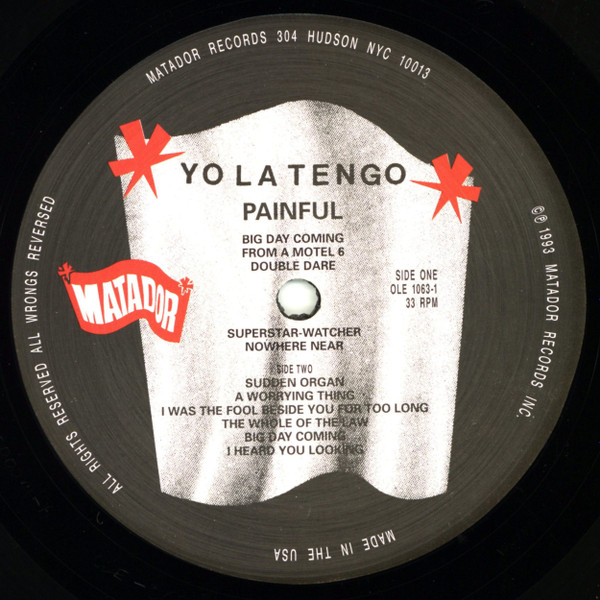 MATADOR RECORDS 304 HUDSON NYC 10013
YO LA TENGO
PAINFUL
BIG DAY COMING
FROM A MOTEL 6
DOUBLE DARE
SIDE ONE
OLE 1063-1
33 RPM
MATADOR
SUPERSTAR-WATCHER
NOWHERE NEAR
SIDE TWO
SUDDEN ORGAN
A WORRYING THING
I WAS THE FOOL BESIDE YOU FOR TOO LONG
THE WHOLE OF THE LAW
BIG DAY COMING
I HEARD YOU LOOKING
ALL RIGHTS RESERVED ALL WRONGS REVERSED
©℗ 1993 MATADOR RECORDS INC.
MADE IN THE USA